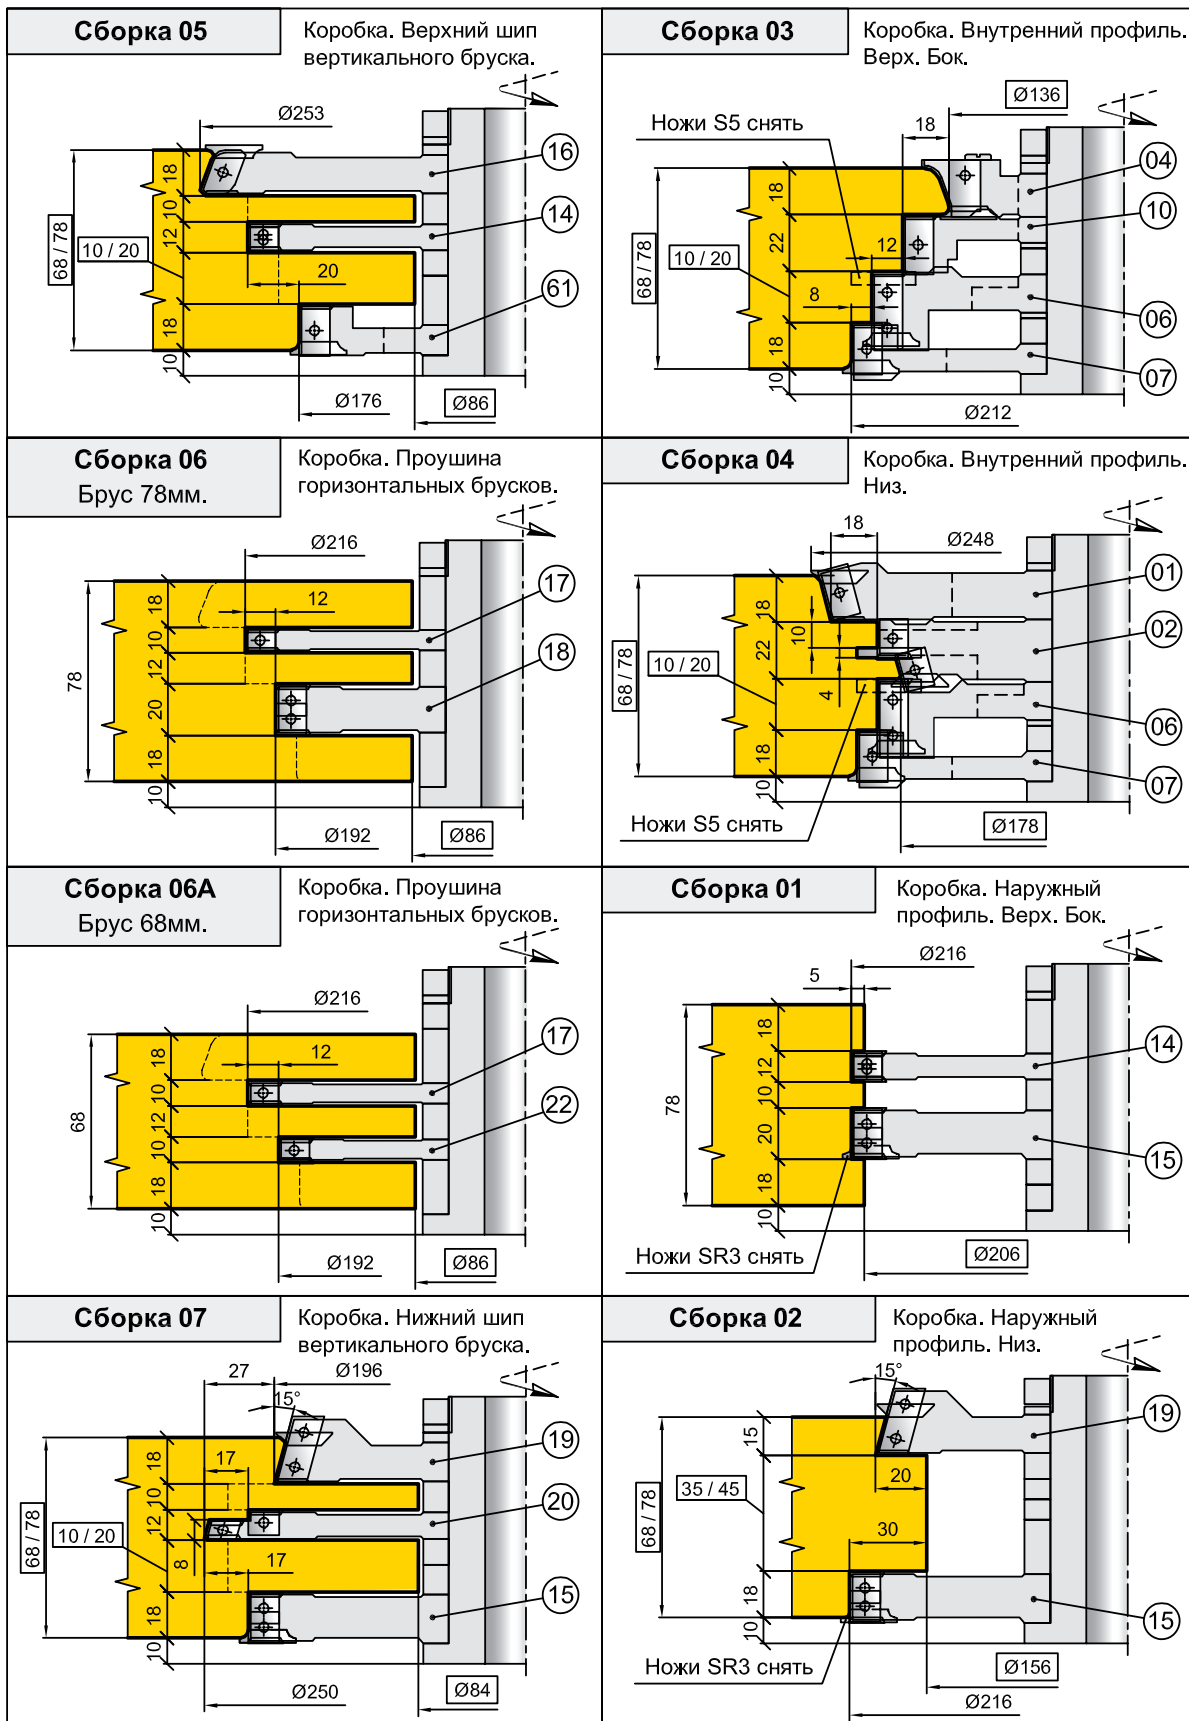 Сборка 05
Коробка. Верхний шип
вертикального бруска.
Ø253
18
10
12
18
10
68 / 78
10 / 20
20
16
14
61
Ø176
Ø86
Сборка 03
Коробка. Внутренний профиль.
Верх. Бок.
Ø136
Ножи S5 снять
18
18
22
18
10
68 / 78
10 / 20
12
8
04
10
06
07
Ø212
Сборка 06
Брус 78мм.
Коробка. Проушина
горизонтальных брусков.
Ø216
12
18
10
12
20
18
10
78
17
18
Ø192
Ø86
Сборка 04
Коробка. Внутренний профиль.
Низ.
18
Ø248
18
22
18
10
68 / 78
10 / 20
10
4
01
02
06
07
Ножи S5 снять
Ø178
Сборка 06А
Брус 68мм.
Коробка. Проушина
горизонтальных брусков.
Ø216
12
18
10
12
10
18
10
68
17
22
Ø192
Ø86
Сборка 01
Коробка. Наружный
профиль. Верх. Бок.
Ø216
5
18
12
10
20
18
10
78
14
15
Ножи SR3 снять
Ø206
Сборка 07
Коробка. Нижний шип
вертикального бруска.
27
Ø196
15°
17
18
10
12
18
10
68 / 78
10 / 20
8
17
19
20
15
Ø250
Ø84
Сборка 02
Коробка. Наружный
профиль. Низ.
15°
15
35 / 45
18
10
68 / 78
20
30
19
15
Ножи SR3 снять
Ø156
Ø216